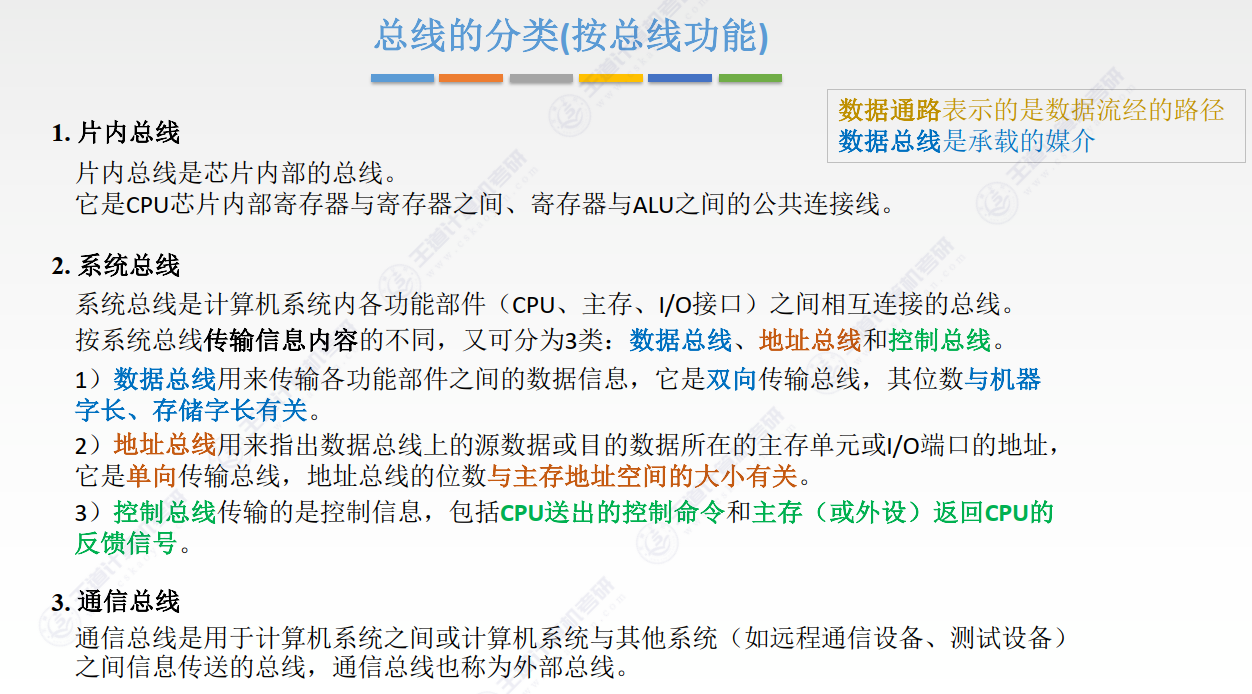 总线的分类(按总线功能)
数据通路表示的是数据流经的路径
数据总线是承载的媒介
1. 片内总线
片内总线是芯片内部的总线。
它是CPU芯片内部寄存器与寄存器之间、寄存器与ALU之间的公共连接线。
2. 系统总线
系统总线是计算机系统内各功能部件（CPU、主存、I/O接口）之间相互连接的总线。
按系统总线传输信息内容的不同，又可分为3类：数据总线、地址总线和控制总线。
1）数据总线用来传输各功能部件之间的数据信息，它是双向传输总线，其位数与机器
字长、存储字长有关。
2）地址总线用来指出数据总线上的源数据或目的数据所在的主存单元或I/O端口的地址，
它是单向传输总线，地址总线的位数与主存地址空间的大小有关。
3）控制总线传输的是控制信息，包括CPU送出的控制命令和主存（或外设）返回CPU的
反馈信号。
3. 通信总线
通信总线是用于计算机系统之间或计算机系统与其他系统（如远程通信设备、测试设备）
之间信息传送的总线，通信总线也称为外部总线。